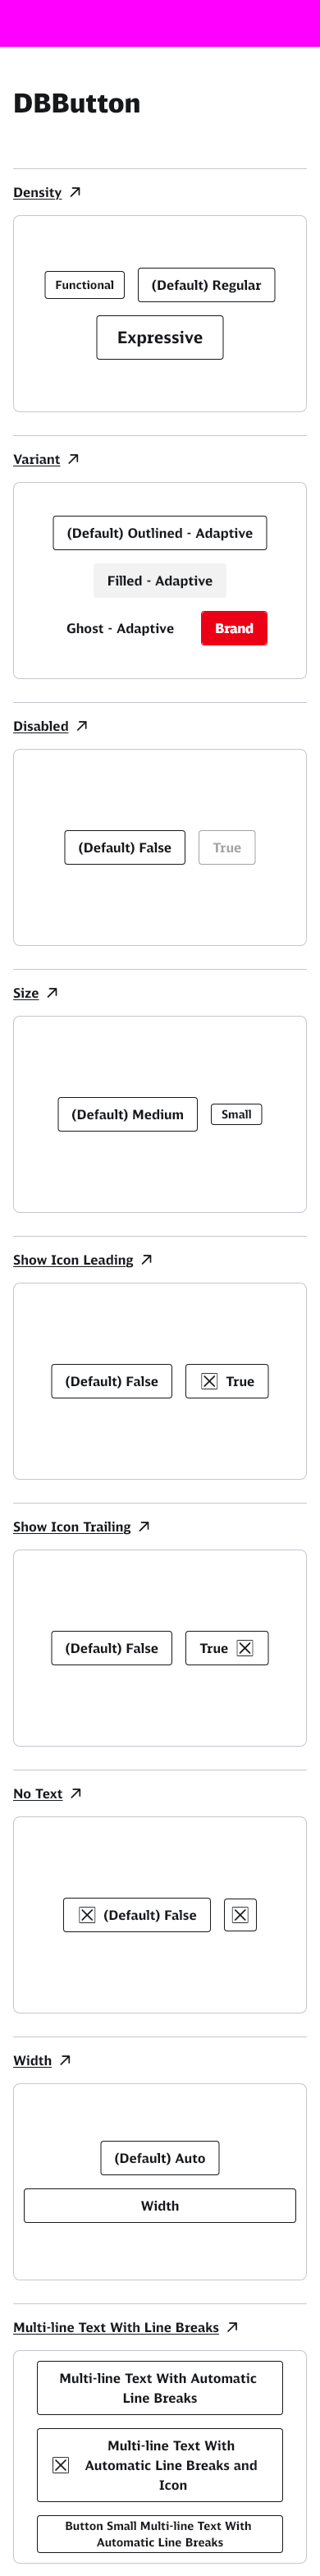 DBButton
Density
Functional
(Default) Regular
Expressive
Variant
(Default) Outlined - Adaptive
Filled - Adaptive
Ghost - Adaptive
Brand
Disabled
(Default) False
True
Size
(Default) Medium
Small
Show Icon Leading
(Default) False
True
Show Icon Trailing
(Default) False
True
No Text
(Default) False
Width
(Default) Auto
Width
Multi-line Text With Line Breaks
Multi-line Text With Automatic
Line Breaks
Multi-line Text With
Automatic Line Breaks and
Icon
Button Small Multi-line Text With
Automatic Line Breaks